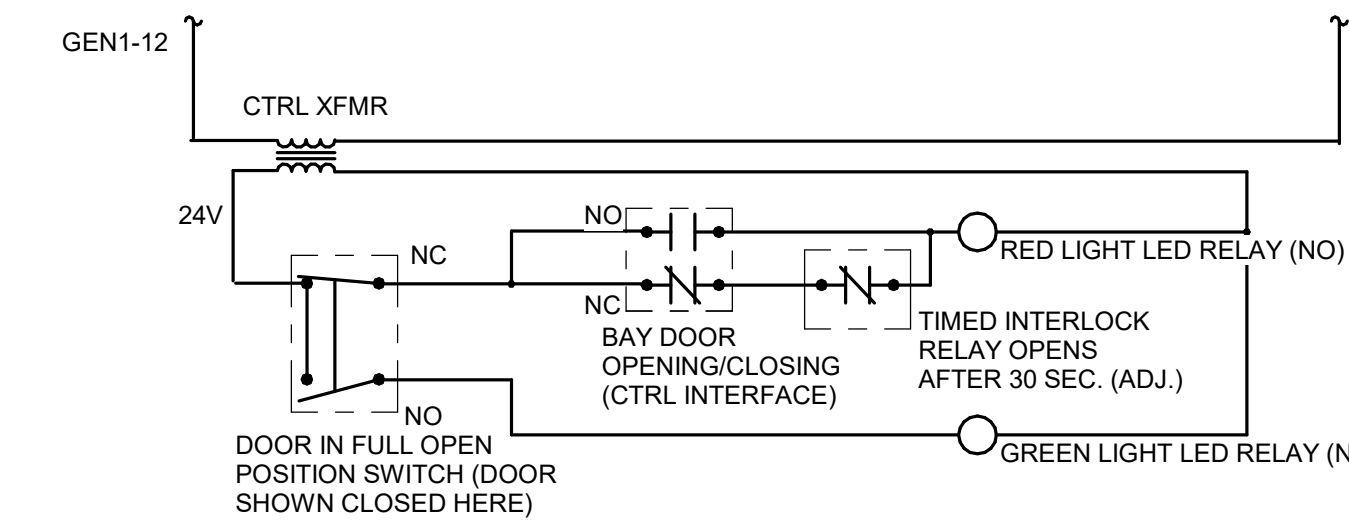 GEN1-12
CTRL XFMR
24V
NO
NC
RED LIGHT LED RELAY (NO)
NC
BAY DOOR
OPENING/CLOSING
(CTRL INTERFACE)
TIMED INTERLOCK
RELAY OPENS
AFTER 30 SEC. (ADJ.)
NO
DOOR IN FULL OPEN
POSITION SWITCH (DOOR
SHOWN CLOSED HERE)
GREEN LIGHT LED RELAY (N